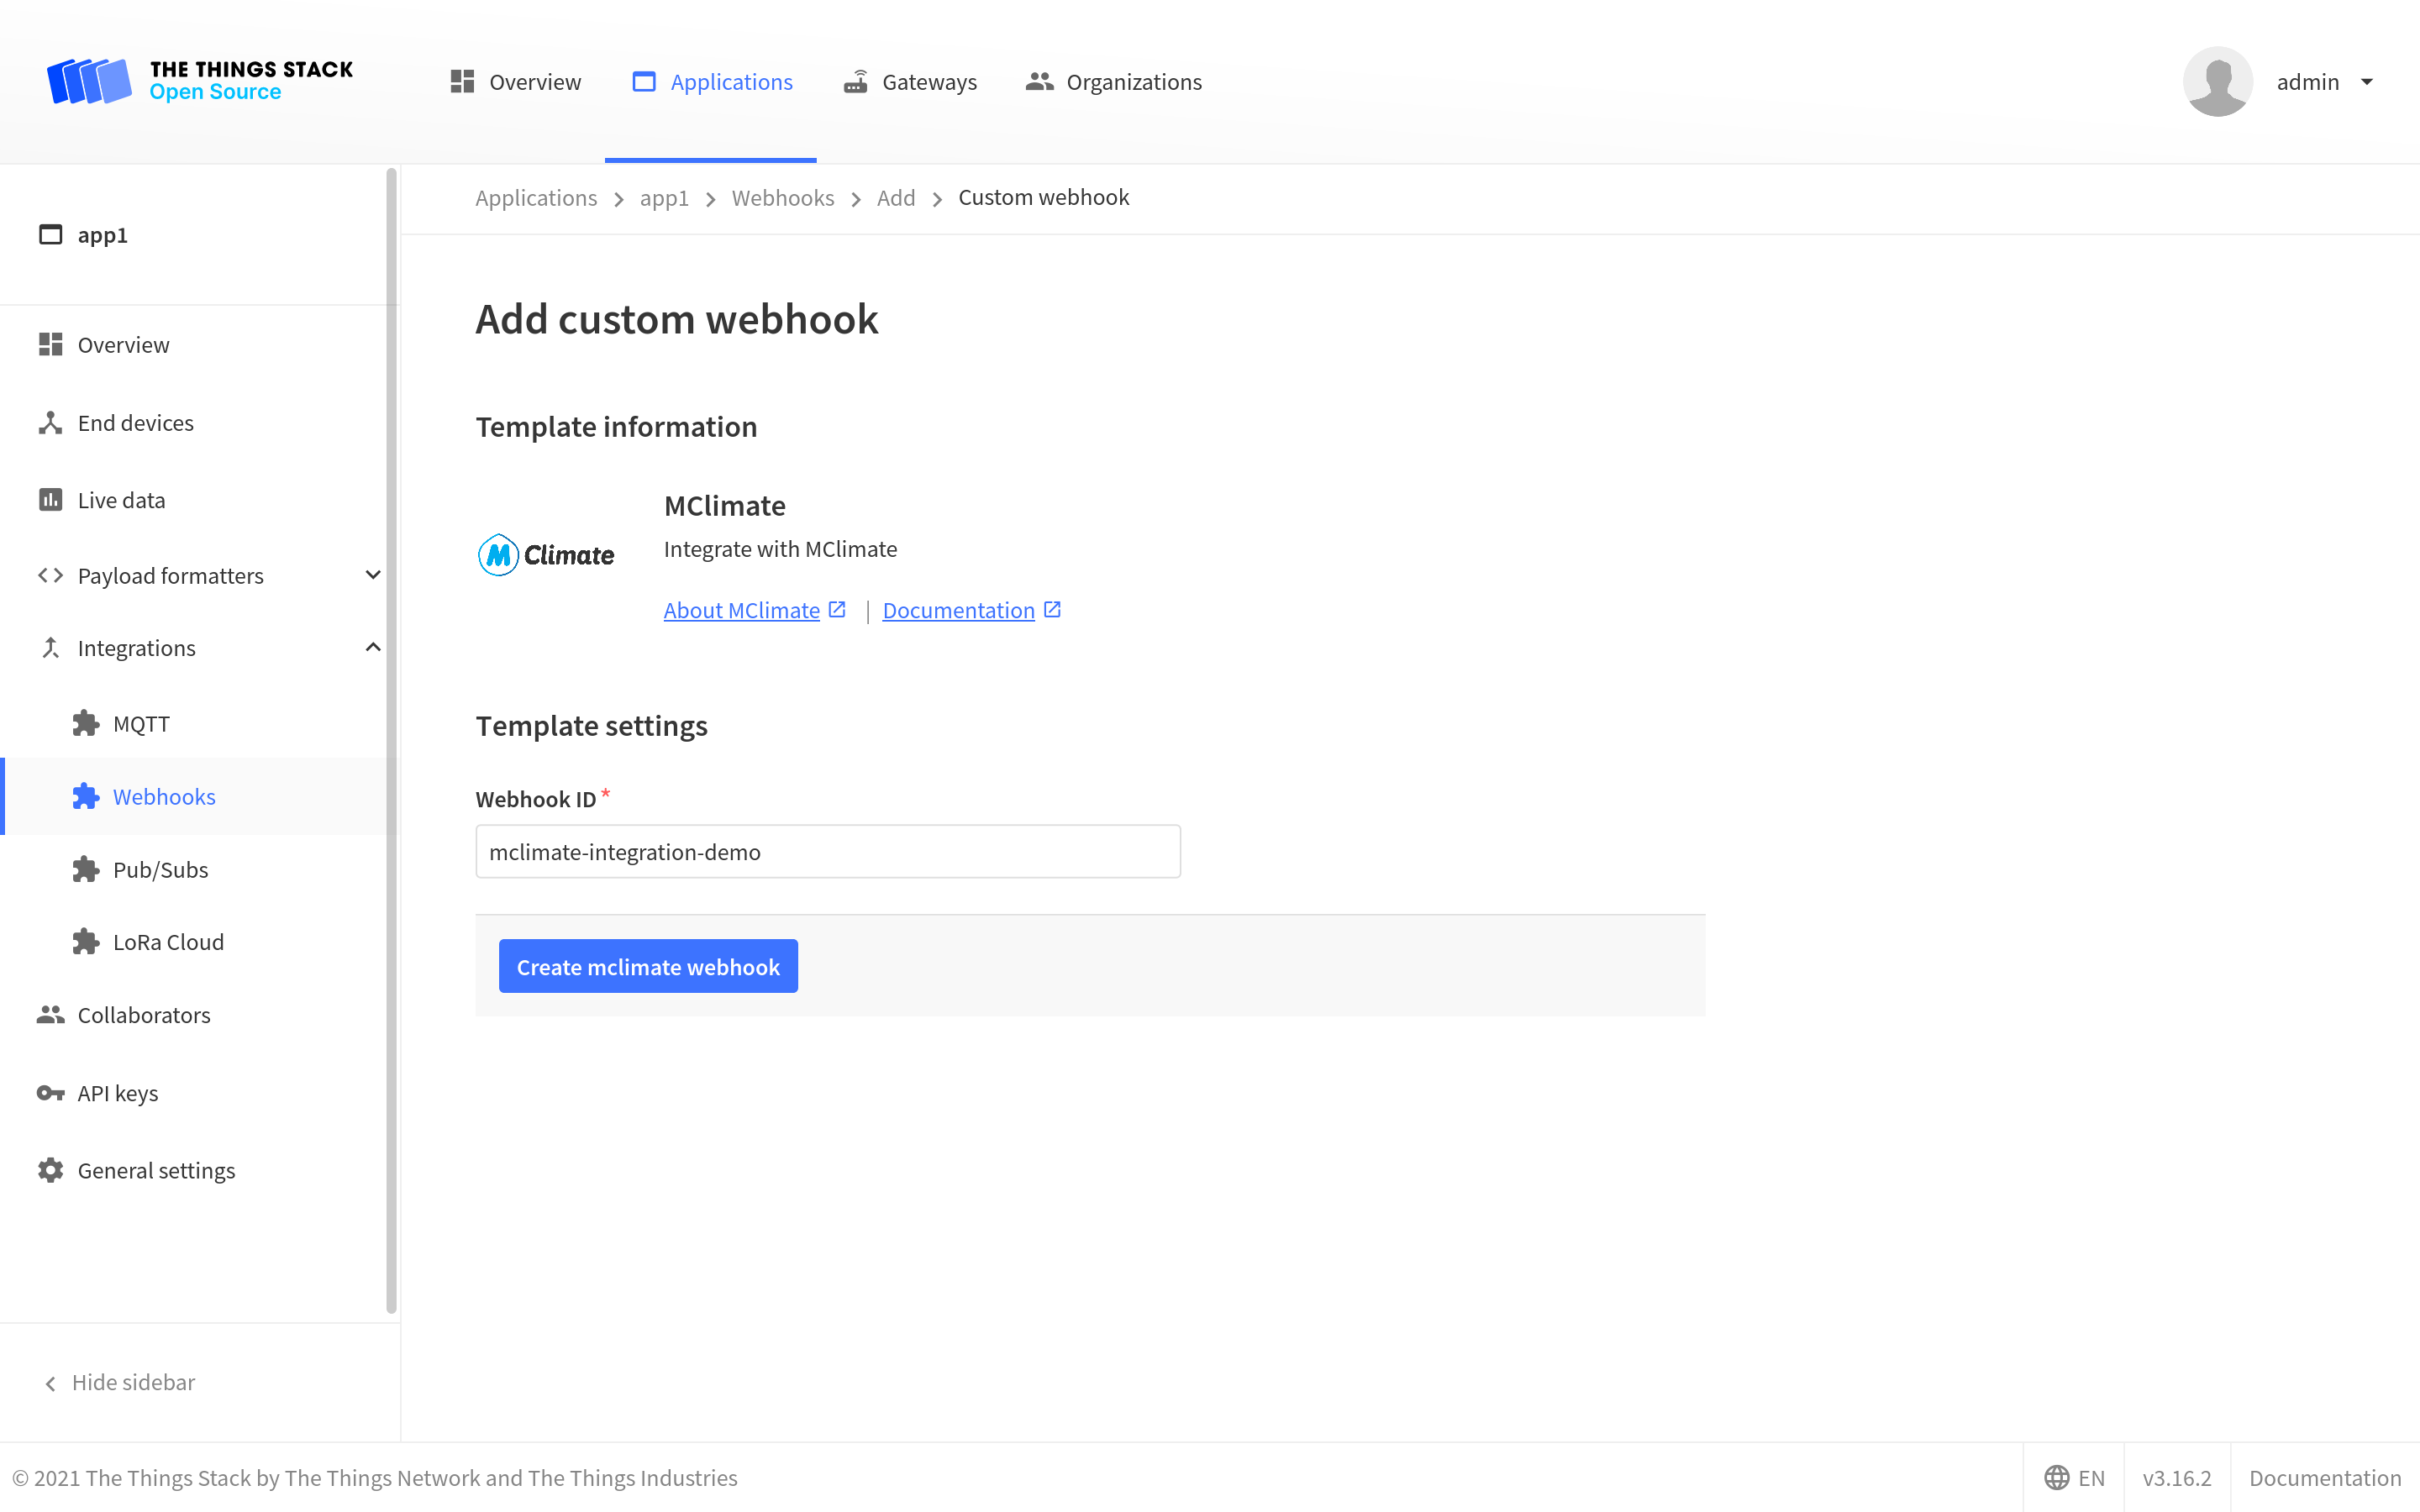 THE THINGS STACK
Open Source
Overview
Applications
Gateways
Organizations
admin
app1
Overview
End devices
Live data
Payload formatters
Integrations
MQTT
Webhooks
Pub/Subs
LoRa Cloud
Collaborators
API keys
General settings
Hide sidebar
Applications > app1 > Webhooks > Add > Custom webhook
Add custom webhook
Template information
M Climate
MClimate
Integrate with MClimate
About MClimate | Documentation
Template settings
Webhook ID *
mclimate-integration-demo
Create mclimate webhook
© 2021 The Things Stack by The Things Network and The Things Industries
EN
v3.16.2
Documentation